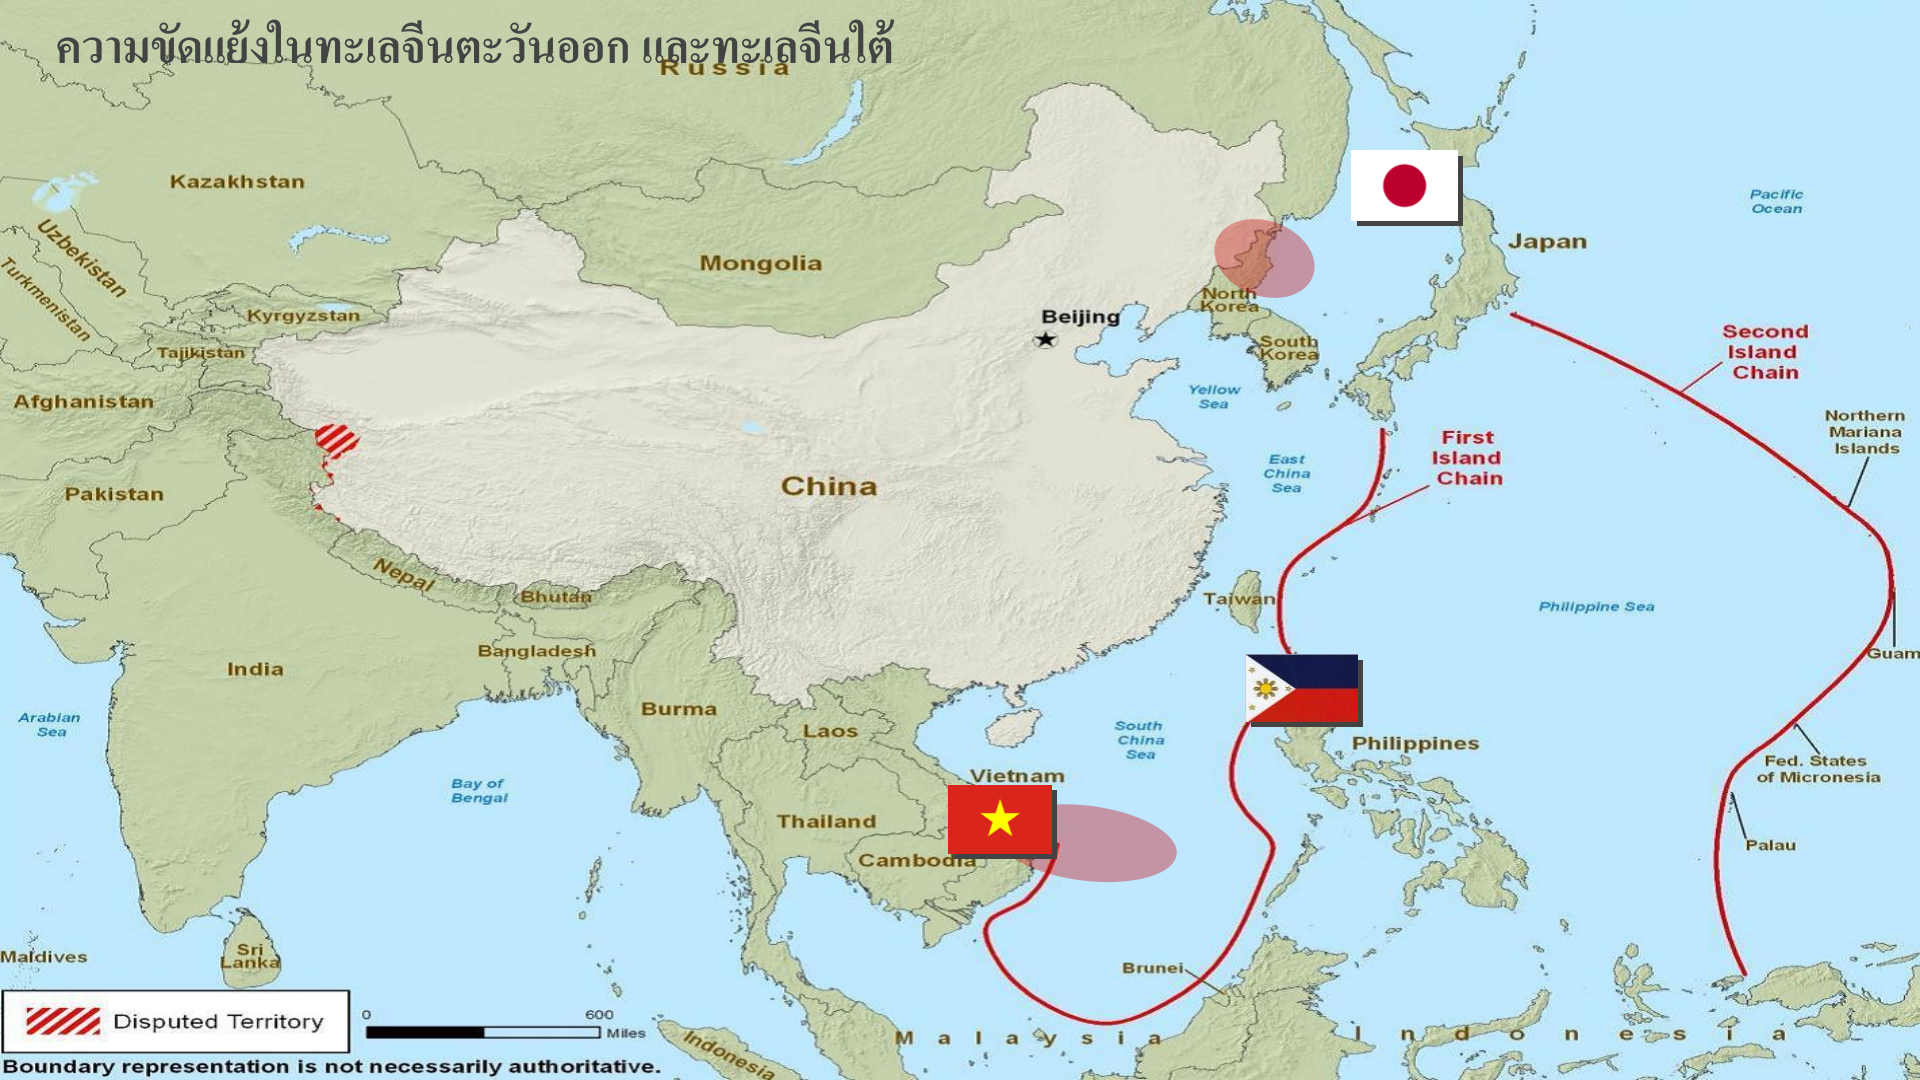 ความขัดแย้งในทะเลจีนตะวันออก และทะเลจีนใต้
Russia
Kazakhstan
Uzbekistan
Turkmenistan
Mongolia
Kyrgyzstan
Tajikistan
Afghanistan
Pakistan
Beijing
China
North
Korea
South
Korea
Japan
Pacific
Ocean
Yellow
Sea
East
China
Sea
First
Island
Chain
Second
Island
Chain
Northern
Mariana
Islands
Nepal
Bhutan
Bangladesh
India
Burma
Laos
Taiwan
Philippine Sea
Guam
Arabian
Sea
Bay of
Bengal
South
China
Sea
Vietnam
Thailand
Cambodia
Philippines
Fed. States
of Micronesia
Palau
Sri
Lanka
Maldives
Brunei
Malaysia
Indonesia
Indonesia
Disputed Territory
0
600
Miles
Boundary representation is not necessarily authoritative.